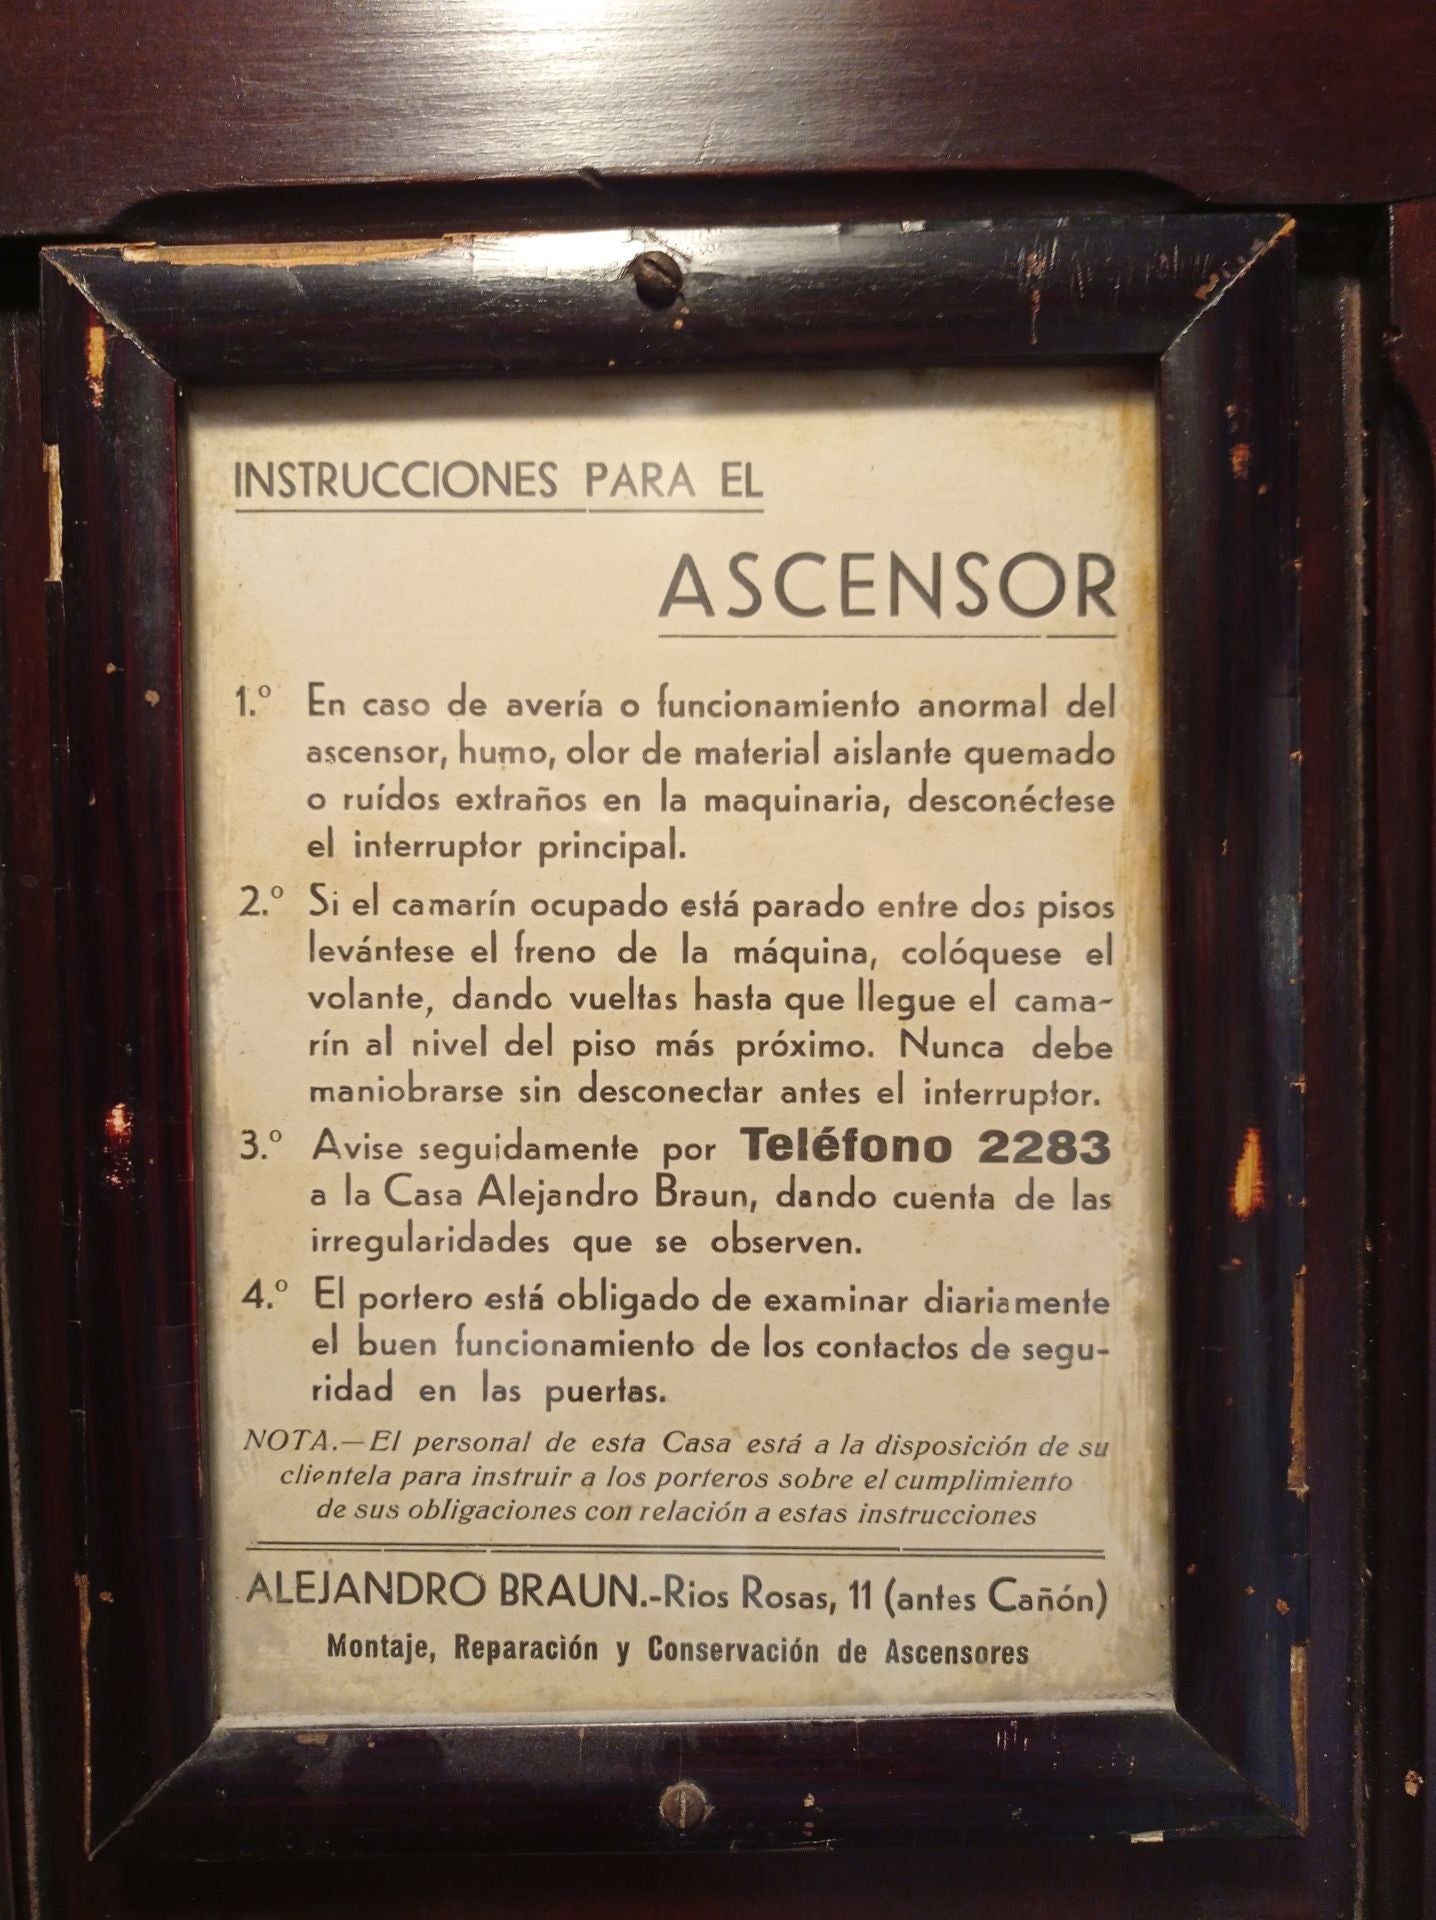 INSTRUCCIONES PARA EL
ASCENSOR
1.º En caso de avería o funcionamiento anormal del
ascensor, humo, olor de material aislante quemado
o ruídos extraños en la maquinaria, desconéctese
el interruptor principal.
2.º Si el camarín ocupado está parado entre dos pisos
levántese el freno de la máquina, colóquese el
volante, dando vueltas hasta que llegue el cama-
rín al nivel del piso más próximo. Nunca debe
maniobrarse sin desconectar antes el interruptor.
3.º Avise seguidamente por Teléfono 2283
a la Casa Alejandro Braun, dando cuenta de las
irregularidades que se observen.
4.º El portero está obligado de examinar diariamente
el buen funcionamiento de los contactos de segu-
ridad en las puertas.
NOTA.—El personal de esta Casa está a la disposición de su
clientela para instruir a los porteros sobre el cumplimiento
de sus obligaciones con relación a estas instrucciones
ALEJANDRO BRAUN.-Rios Rosas, 11 (antes Cañón)
Montaje, Reparación y Conservación de Ascensores